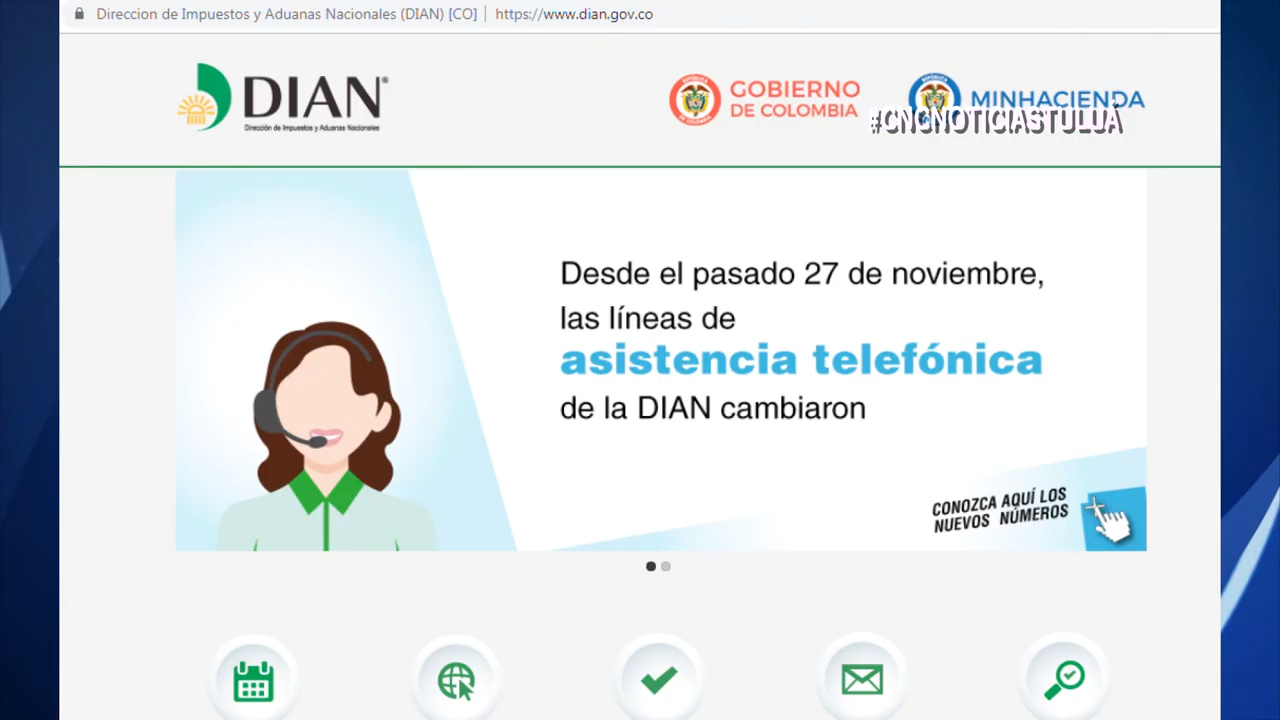 Direccion de Impuestos y Aduanas Nacionales (DIAN) [CO] | https://www.dian.gov.co
DIAN®
Dirección de Impuestos y Aduanas Nacionales
GOBIERNO
DE COLOMBIA
MINHACIENDA
#CNCNOTICIASTULUÁ
Desde el pasado 27 de noviembre,
las líneas de
asistencia telefónica
de la DIAN cambiaron
CONOZCA AQUÍ LOS
NUEVOS NÚMEROS